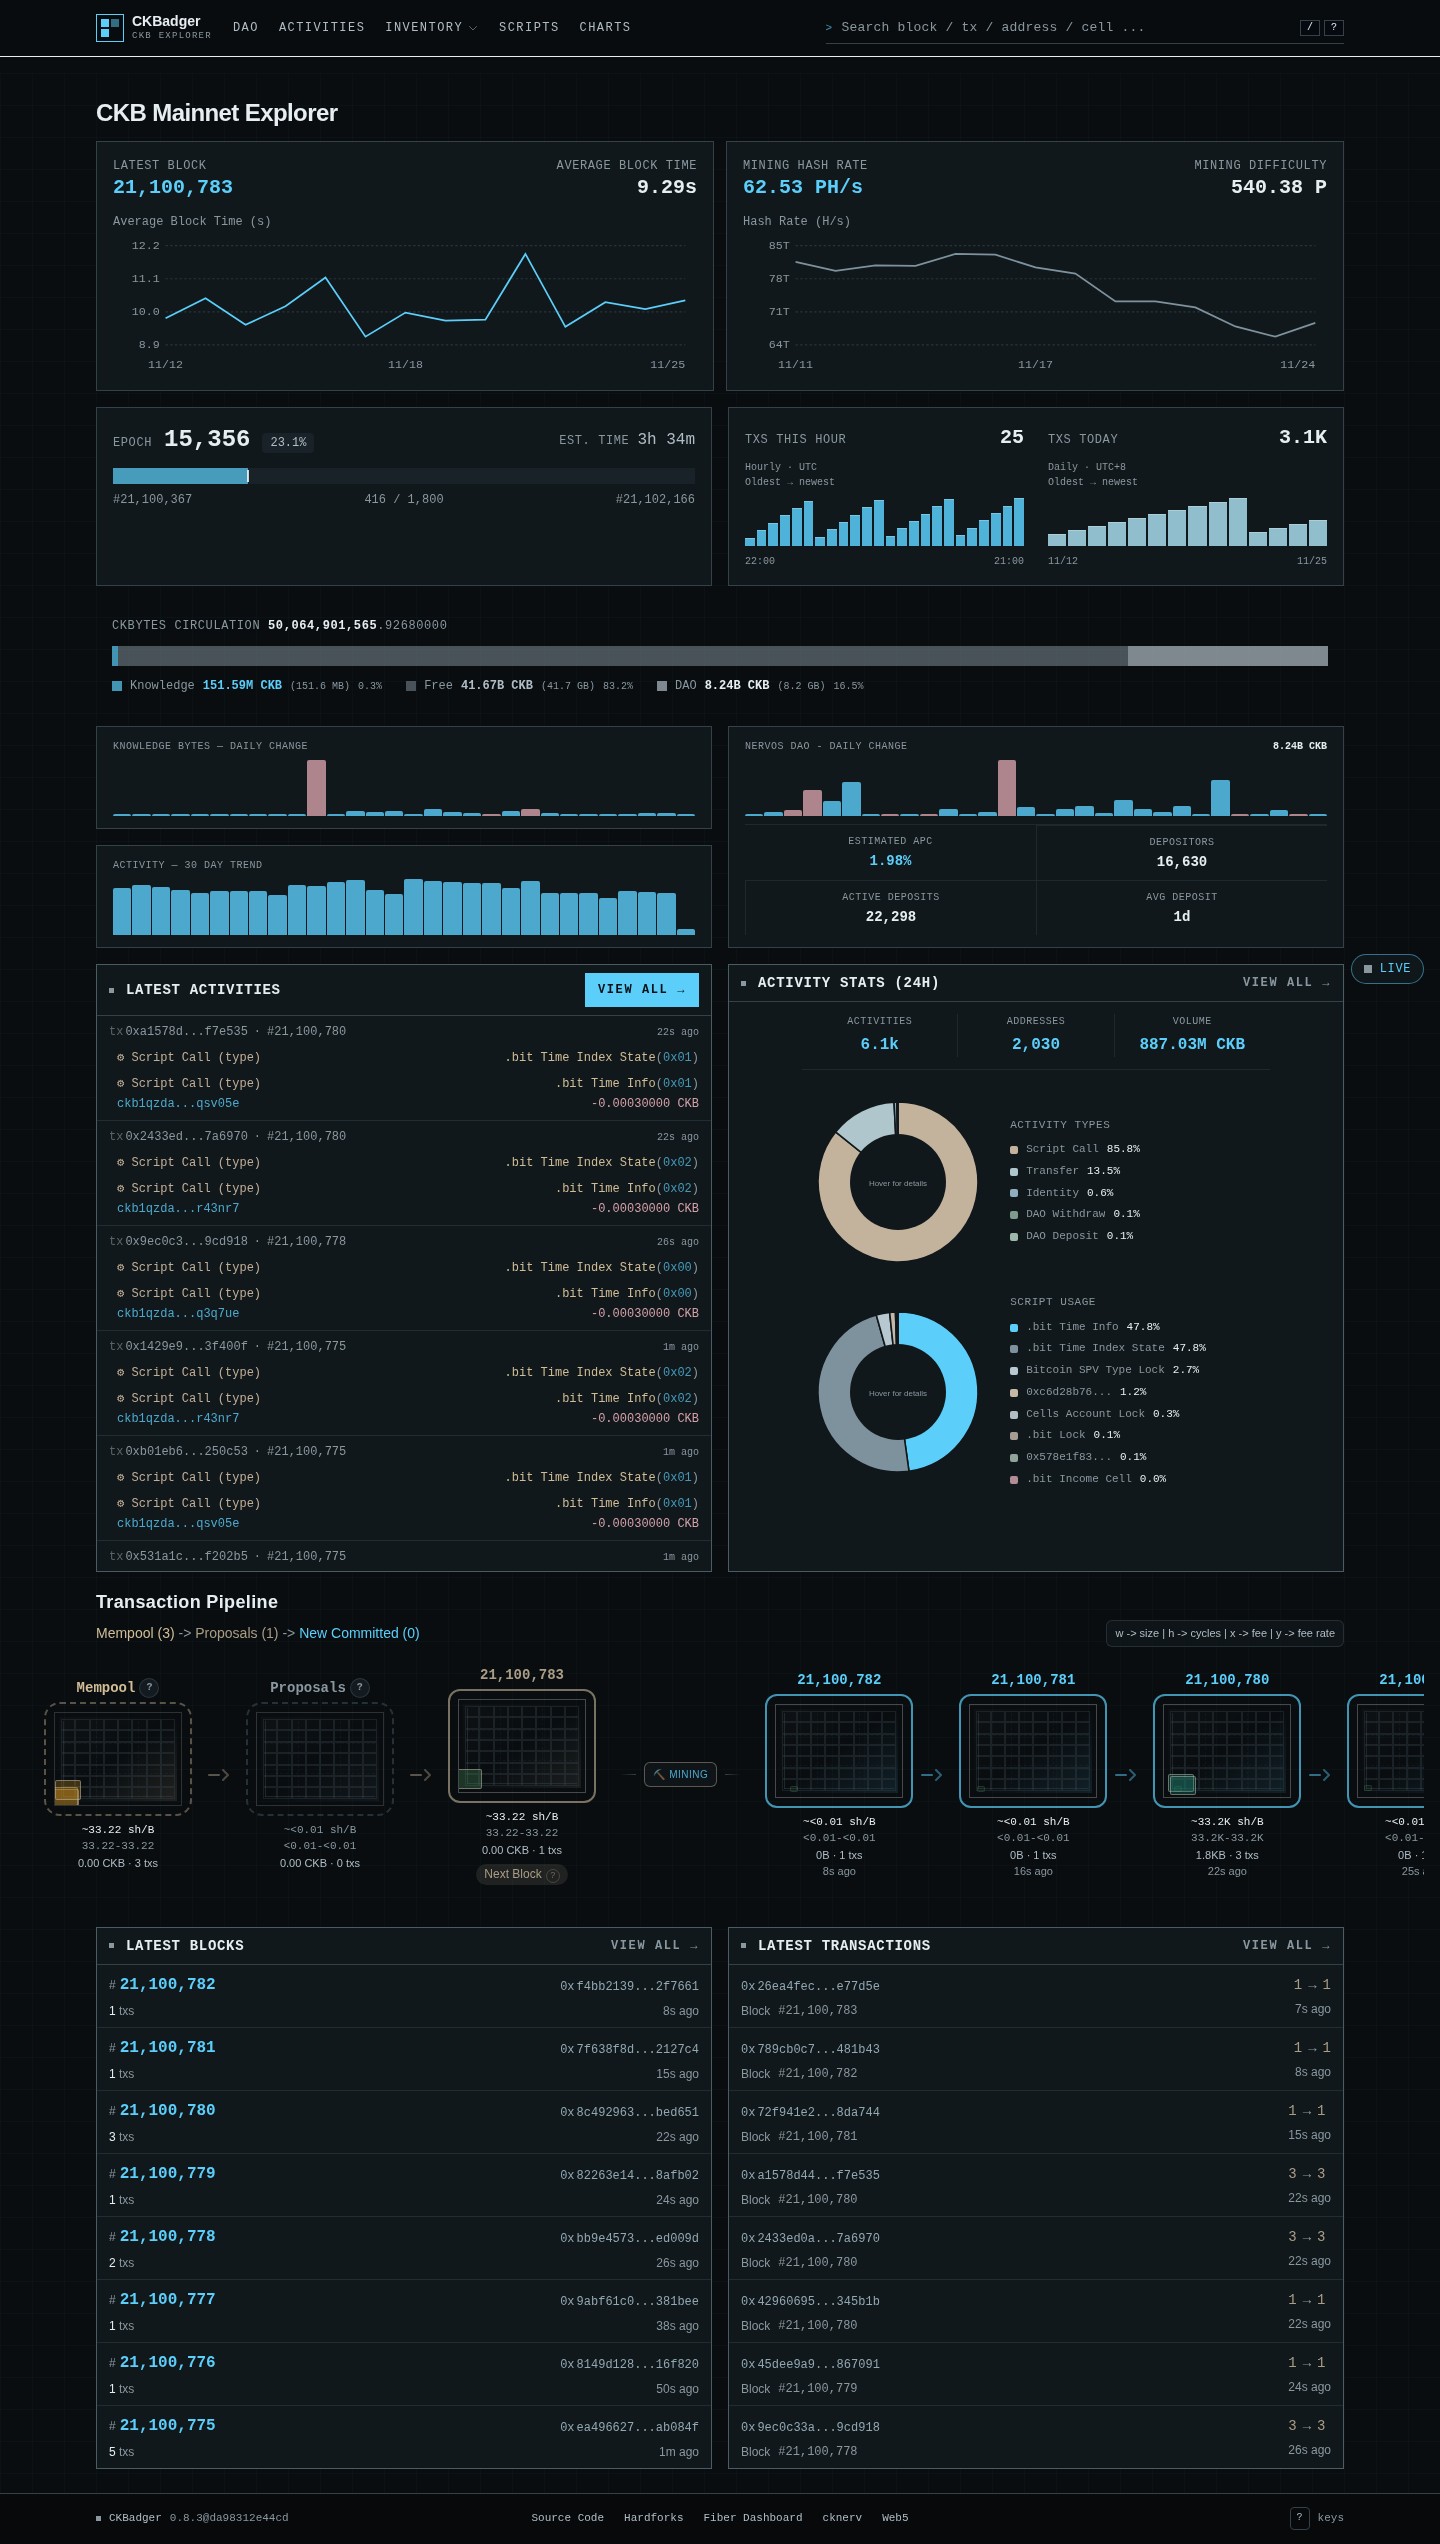 CKBadger
CKB EXPLORER
DAO ACTIVITIES INVENTORY SCRIPTS CHARTS
> Search block / tx / address / cell ... / ?
CKB Mainnet Explorer
LATEST BLOCK AVERAGE BLOCK TIME
21,100,783 9.29s
Average Block Time (s)
12.2
11.1
10.0
8.9
11/12 11/18 11/25
MINING HASH RATE MINING DIFFICULTY
62.53 PH/s 540.38 P
Hash Rate (H/s)
85T
78T
71T
64T
11/11 11/17 11/24
EPOCH 15,356 23.1% EST. TIME 3h 34m
#21,100,367 416 / 1,800 #21,102,166
TXS THIS HOUR 25
Hourly · UTC
Oldest → newest
22:00 21:00
TXS TODAY 3.1K
Daily · UTC+8
Oldest → newest
11/12 11/25
CKBYTES CIRCULATION 50,064,901,565.92680000
Knowledge 151.59M CKB (151.6 MB) 0.3% Free 41.67B CKB (41.7 GB) 83.2% DAO 8.24B CKB (8.2 GB) 16.5%
KNOWLEDGE BYTES — DAILY CHANGE
ACTIVITY — 30 DAY TREND
NERVOS DAO - DAILY CHANGE 8.24B CKB
ESTIMATED APC DEPOSITORS
1.98% 16,630
ACTIVE DEPOSITS AVG DEPOSIT
22,298 1d
LIVE
LATEST ACTIVITIES VIEW ALL →
tx 0xa1578d...f7e535 · #21,100,780 22s ago
⚙ Script Call (type) .bit Time Index State(0x01)
⚙ Script Call (type) .bit Time Info(0x01)
ckb1qzda...qsv05e -0.00030000 CKB
tx 0x2433ed...7a6970 · #21,100,780 22s ago
⚙ Script Call (type) .bit Time Index State(0x02)
⚙ Script Call (type) .bit Time Info(0x02)
ckb1qzda...r43nr7 -0.00030000 CKB
tx 0x9ec0c3...9cd918 · #21,100,778 26s ago
⚙ Script Call (type) .bit Time Index State(0x00)
⚙ Script Call (type) .bit Time Info(0x00)
ckb1qzda...q3q7ue -0.00030000 CKB
tx 0x1429e9...3f400f · #21,100,775 1m ago
⚙ Script Call (type) .bit Time Index State(0x02)
⚙ Script Call (type) .bit Time Info(0x02)
ckb1qzda...r43nr7 -0.00030000 CKB
tx 0xb01eb6...250c53 · #21,100,775 1m ago
⚙ Script Call (type) .bit Time Index State(0x01)
⚙ Script Call (type) .bit Time Info(0x01)
ckb1qzda...qsv05e -0.00030000 CKB
tx 0x531a1c...f202b5 · #21,100,775 1m ago
ACTIVITY STATS (24H) VIEW ALL →
ACTIVITIES ADDRESSES VOLUME
6.1k 2,030 887.03M CKB
Hover for details
ACTIVITY TYPES
Script Call 85.8%
Transfer 13.5%
Identity 0.6%
DAO Withdraw 0.1%
DAO Deposit 0.1%
Hover for details
SCRIPT USAGE
.bit Time Info 47.8%
.bit Time Index State 47.8%
Bitcoin SPV Type Lock 2.7%
0xc6d28b76... 1.2%
Cells Account Lock 0.3%
.bit Lock 0.1%
0x578e1f83... 0.1%
.bit Income Cell 0.0%
Transaction Pipeline
Mempool (3) -> Proposals (1) -> New Committed (0) w -> size | h -> cycles | x -> fee | y -> fee rate
Mempool ?
~33.22 sh/B
33.22-33.22
0.00 CKB · 3 txs
Proposals ?
~<0.01 sh/B
<0.01-<0.01
0.00 CKB · 0 txs
21,100,783
~33.22 sh/B
33.22-33.22
0.00 CKB · 1 txs
Next Block ?
MINING
21,100,782
~<0.01 sh/B
<0.01-<0.01
0B · 1 txs
8s ago
21,100,781
~<0.01 sh/B
<0.01-<0.01
0B · 1 txs
16s ago
21,100,780
~33.2K sh/B
33.2K-33.2K
1.8KB · 3 txs
22s ago
21,10
~<0.01
<0.01-
0B · 1
25s
LATEST BLOCKS VIEW ALL →
# 21,100,782 0xf4bb2139...2f7661
1 txs 8s ago
# 21,100,781 0x7f638f8d...2127c4
1 txs 15s ago
# 21,100,780 0x8c492963...bed651
3 txs 22s ago
# 21,100,779 0x82263e14...8afb02
1 txs 24s ago
# 21,100,778 0xbb9e4573...ed009d
2 txs 26s ago
# 21,100,777 0x9abf61c0...381bee
1 txs 38s ago
# 21,100,776 0x8149d128...16f820
1 txs 50s ago
# 21,100,775 0xea496627...ab084f
5 txs 1m ago
LATEST TRANSACTIONS VIEW ALL →
0x26ea4fec...e77d5e 1 → 1
Block #21,100,783 7s ago
0x789cb0c7...481b43 1 → 1
Block #21,100,782 8s ago
0x72f941e2...8da744 1 → 1
Block #21,100,781 15s ago
0xa1578d44...f7e535 3 → 3
Block #21,100,780 22s ago
0x2433ed0a...7a6970 3 → 3
Block #21,100,780 22s ago
0x42960695...345b1b 1 → 1
Block #21,100,780 22s ago
0x45dee9a9...867091 1 → 1
Block #21,100,779 24s ago
0x9ec0c33a...9cd918 3 → 3
Block #21,100,778 26s ago
CKBadger 0.8.3@da98312e44cd Source Code Hardforks Fiber Dashboard cknerv Web5 ? keys